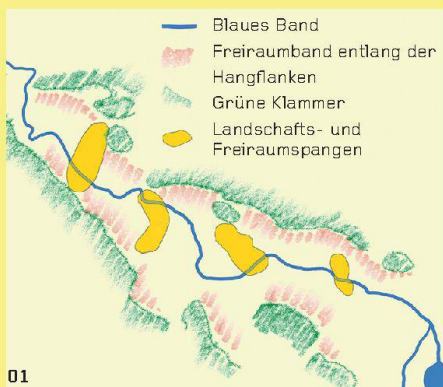 Blaues Band
Freiraumband entlang der
Hangflanken
Grüne Klammer
Landschafts- und
Freiraumspangen
01